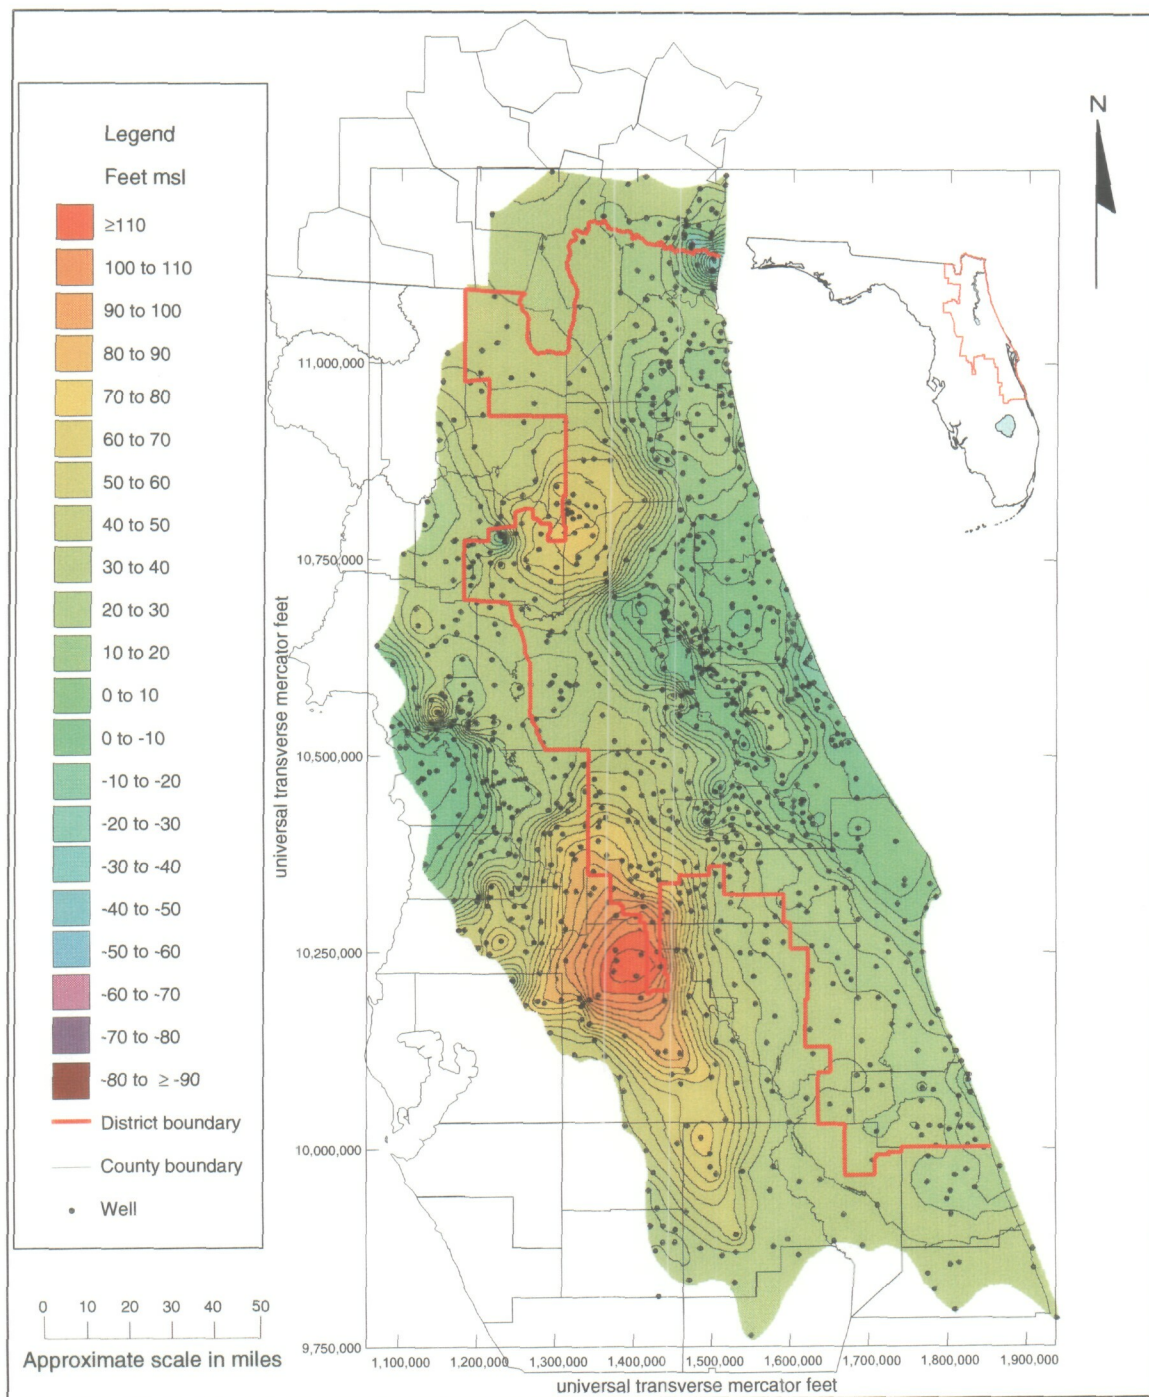 Legend
Feet msl
≥110
100 to 110
90 to 100
80 to 90
70 to 80
60 to 70
50 to 60
40 to 50
30 to 40
20 to 30
10 to 20
0 to 10
0 to -10
-10 to -20
-20 to -30
-30 to -40
-40 to -50
-50 to -60
-60 to -70
-70 to -80
-80 to ≥ -90
District boundary
County boundary
Well
0 10 20 30 40 50
Approximate scale in miles
N
universal transverse mercator feet
11,000,000
10,750,000
10,500,000
10,250,000
10,000,000
9,750,000
1,100,000 1,200,000 1,300,000 1,400,000 1,500,000 1,600,000 1,700,000 1,800,000 1,900,000
universal transverse mercator feet